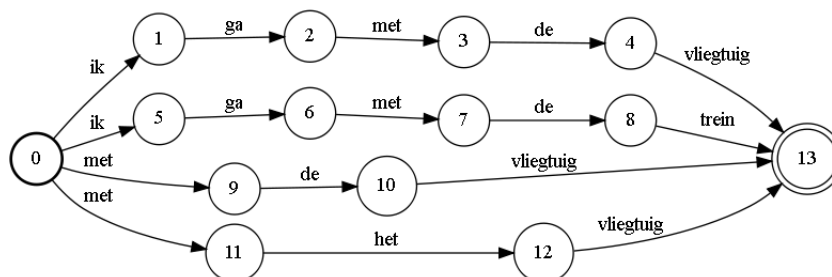 ik ga met de vliegtuig
ik ga met de trein
met de vliegtuig
met het vliegtuig
0 1 2 3 4
5 6 7 8
9 10
11 12
13